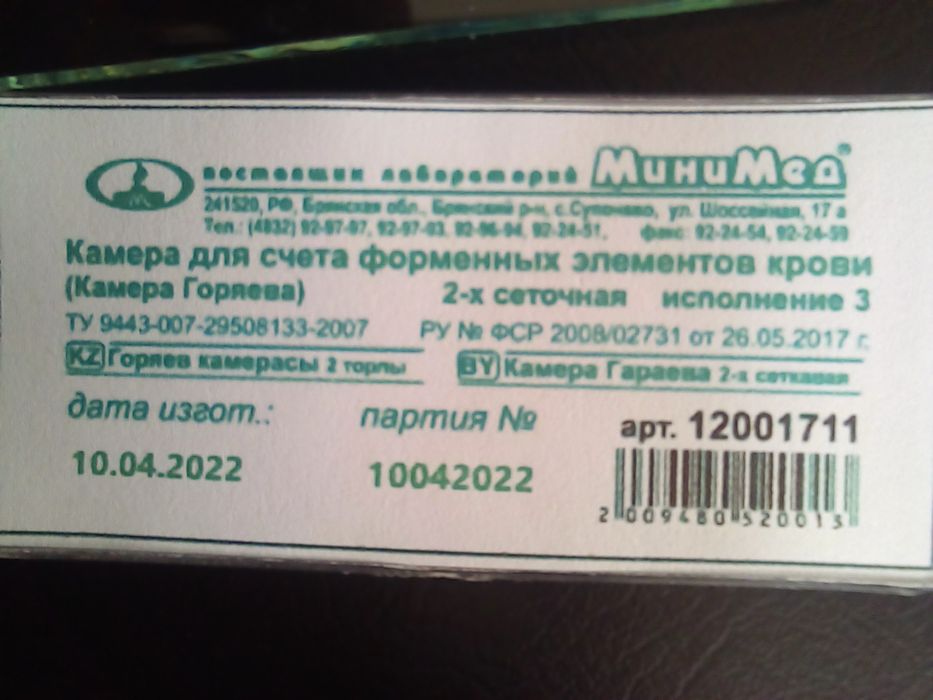 поставщик лабораторий МиниМед®
241520, РФ, Брянская обл., Брянский р-н, с.Супонево, ул. Шоссейная, 17 а
Тел.: (4832) 92-97-97, 92-97-03, 92-96-94, 92-24-51, факс: 92-24-54, 92-24-59
Камера для счета форменных элементов крови
(Камера Горяева) 2-х сеточная исполнение 3
ТУ 9443-007-29508133-2007 РУ № ФСР 2008/02731 от 26.05.2017 г.
KZ Горяев камерасы 2 торлы BY Камера Гараева 2-х сеткавая
дата изгот.: партия № арт. 12001711
10.04.2022 10042022
2 009480 520013